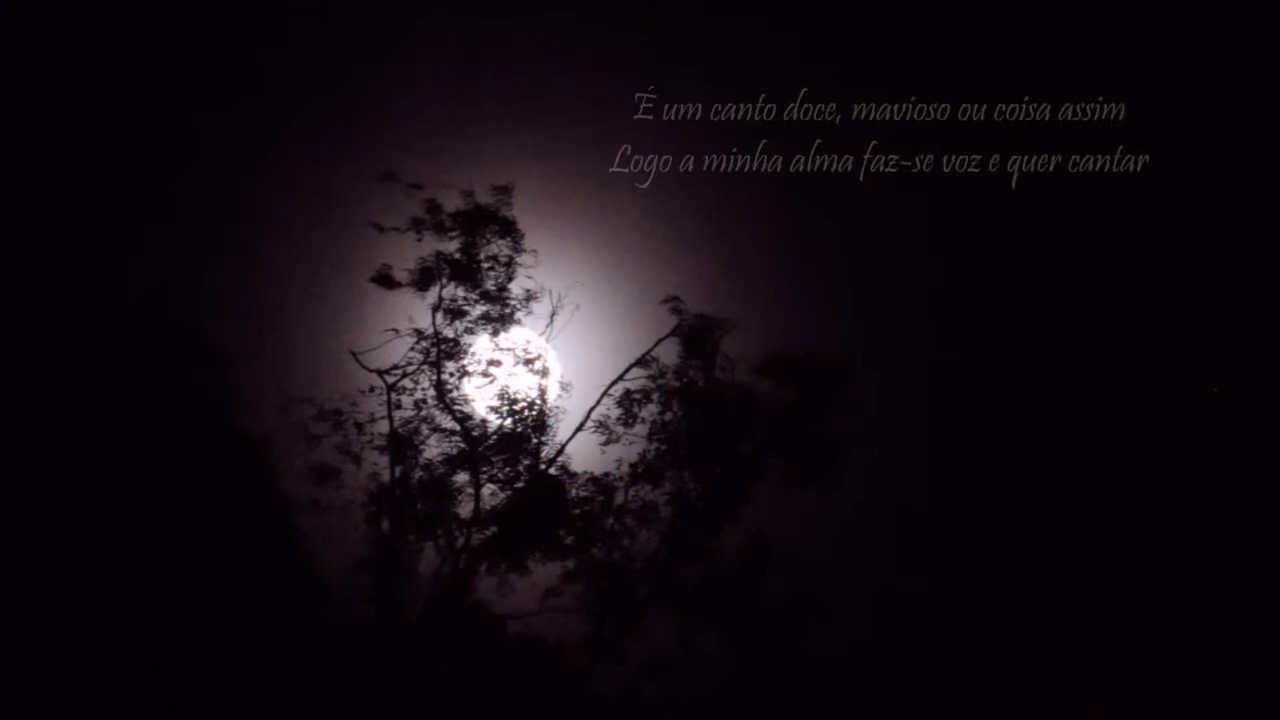 É um canto doce, mavioso ou coisa assim
Logo a minha alma faz-se voz e quer cantar